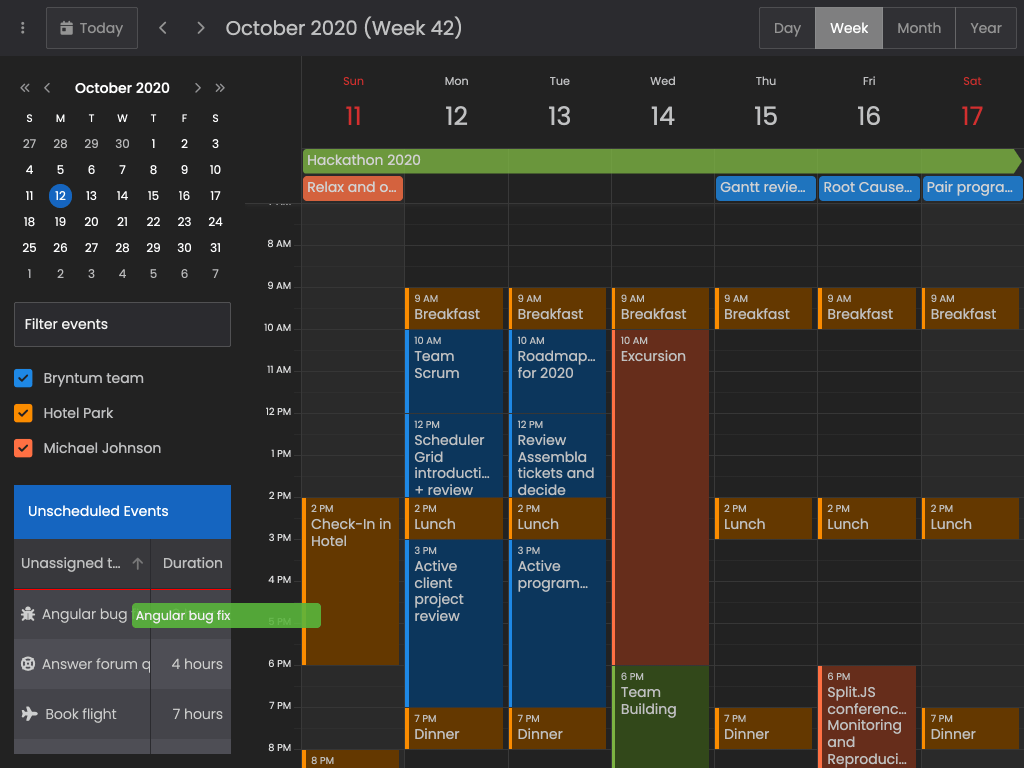 Today
October 2020 (Week 42)
Day Week Month Year
October 2020
S M T W T F S
27 28 29 30 1 2 3
4 5 6 7 8 9 10
11 12 13 14 15 16 17
18 19 20 21 22 23 24
25 26 27 28 29 30 31
1 2 3 4 5 6 7
Filter events
Bryntum team
Hotel Park
Michael Johnson
Unscheduled Events
Unassigned t... Duration
Angular bug
Angular bug fix
Answer forum q 4 hours
Book flight 7 hours
Sun Mon Tue Wed Thu Fri Sat
11 12 13 14 15 16 17
Hackathon 2020
Relax and o...
Gantt revie...
Root Cause...
Pair progra...
8 AM
9 AM
10 AM
11 AM
12 PM
1 PM
2 PM
3 PM
4 PM
5 PM
6 PM
7 PM
8 PM
2 PM
Check-In in
Hotel
8 PM
9 AM
Breakfast
10 AM
Team
Scrum
12 PM
Scheduler
Grid
introducti...
+ review
2 PM
Lunch
3 PM
Active
client
project
review
7 PM
Dinner
9 AM
Breakfast
10 AM
Roadmap...
for 2020
12 PM
Review
Assembla
tickets and
decide
2 PM
Lunch
3 PM
Active
program...
7 PM
Dinner
9 AM
Breakfast
10 AM
Excursion
6 PM
Team
Building
9 AM
Breakfast
2 PM
Lunch
7 PM
Dinner
9 AM
Breakfast
2 PM
Lunch
6 PM
Split.JS
conferenc...
Monitoring
and
Reproduci...
9 AM
Breakfast
2 PM
Lunch
7 PM
Dinner